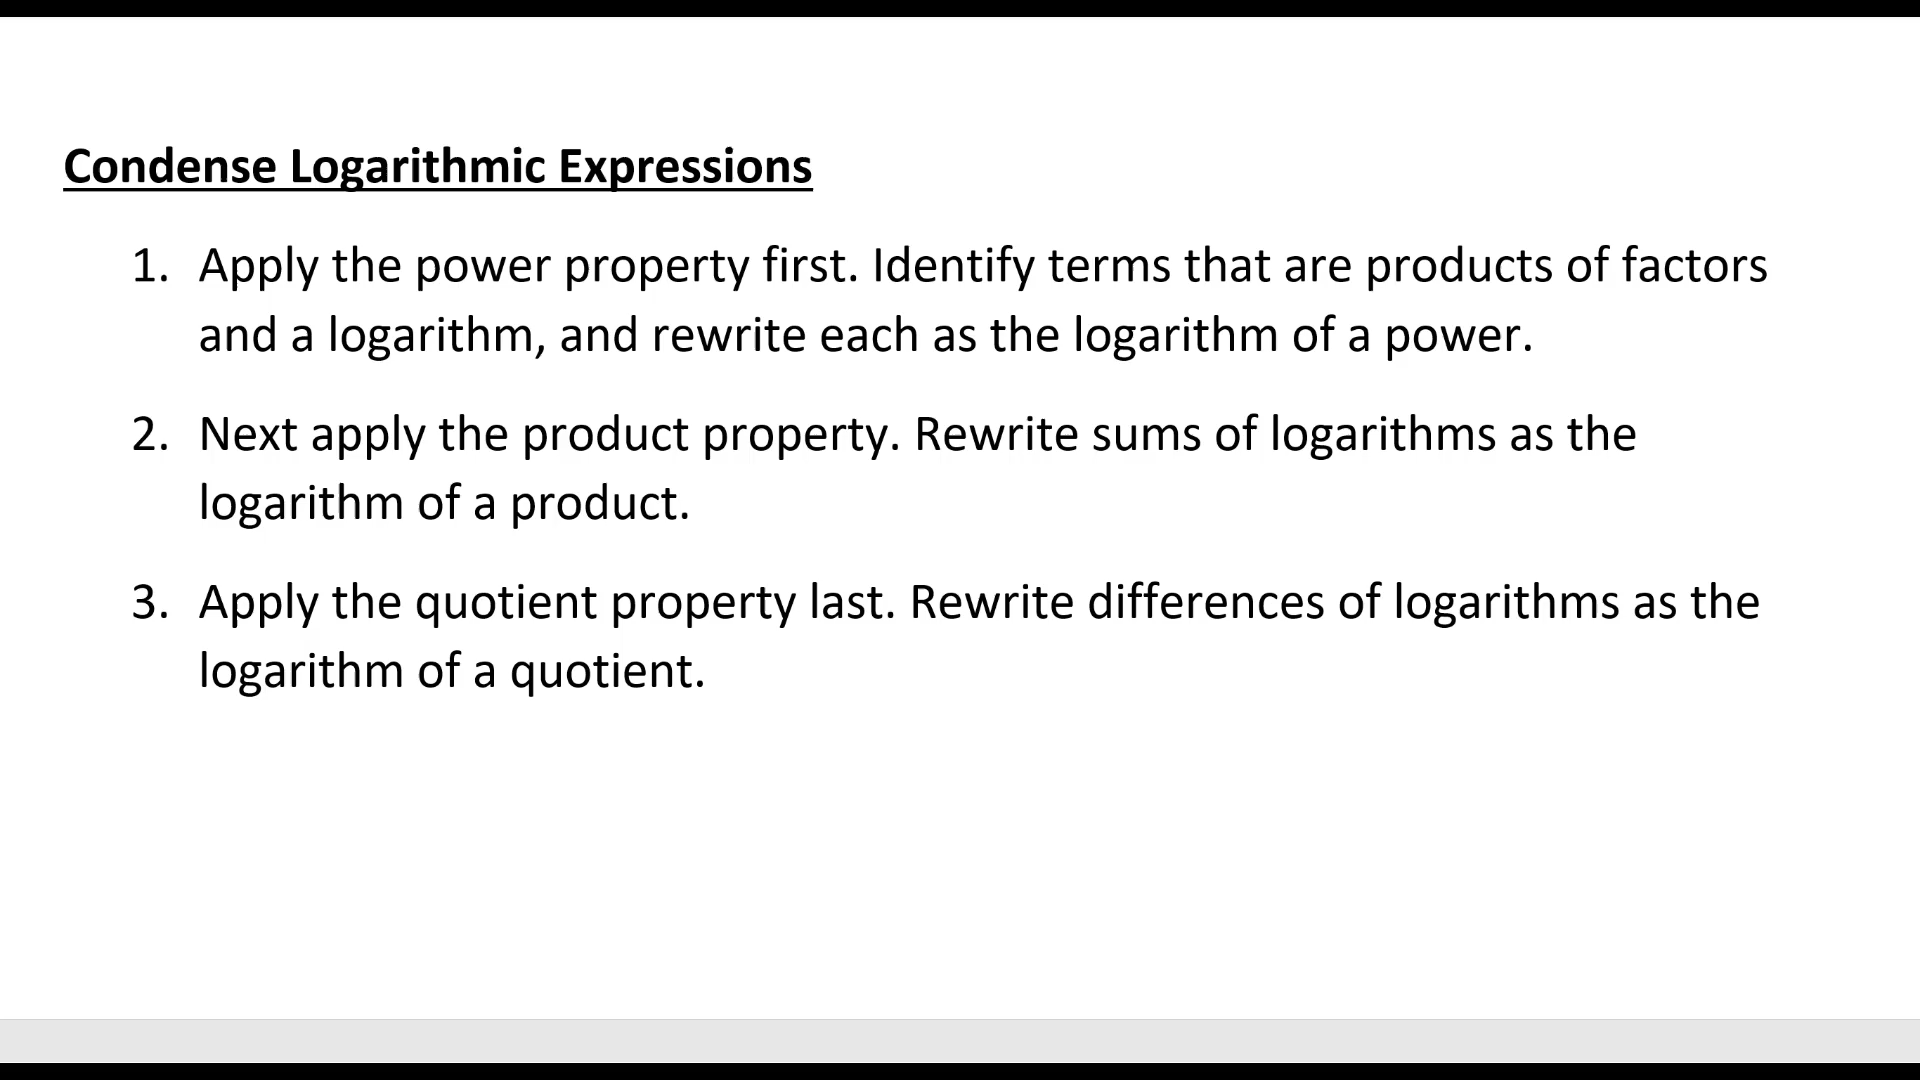 Condense Logarithmic Expressions
1. Apply the power property first. Identify terms that are products of factors
and a logarithm, and rewrite each as the logarithm of a power.
2. Next apply the product property. Rewrite sums of logarithms as the
logarithm of a product.
3. Apply the quotient property last. Rewrite differences of logarithms as the
logarithm of a quotient.